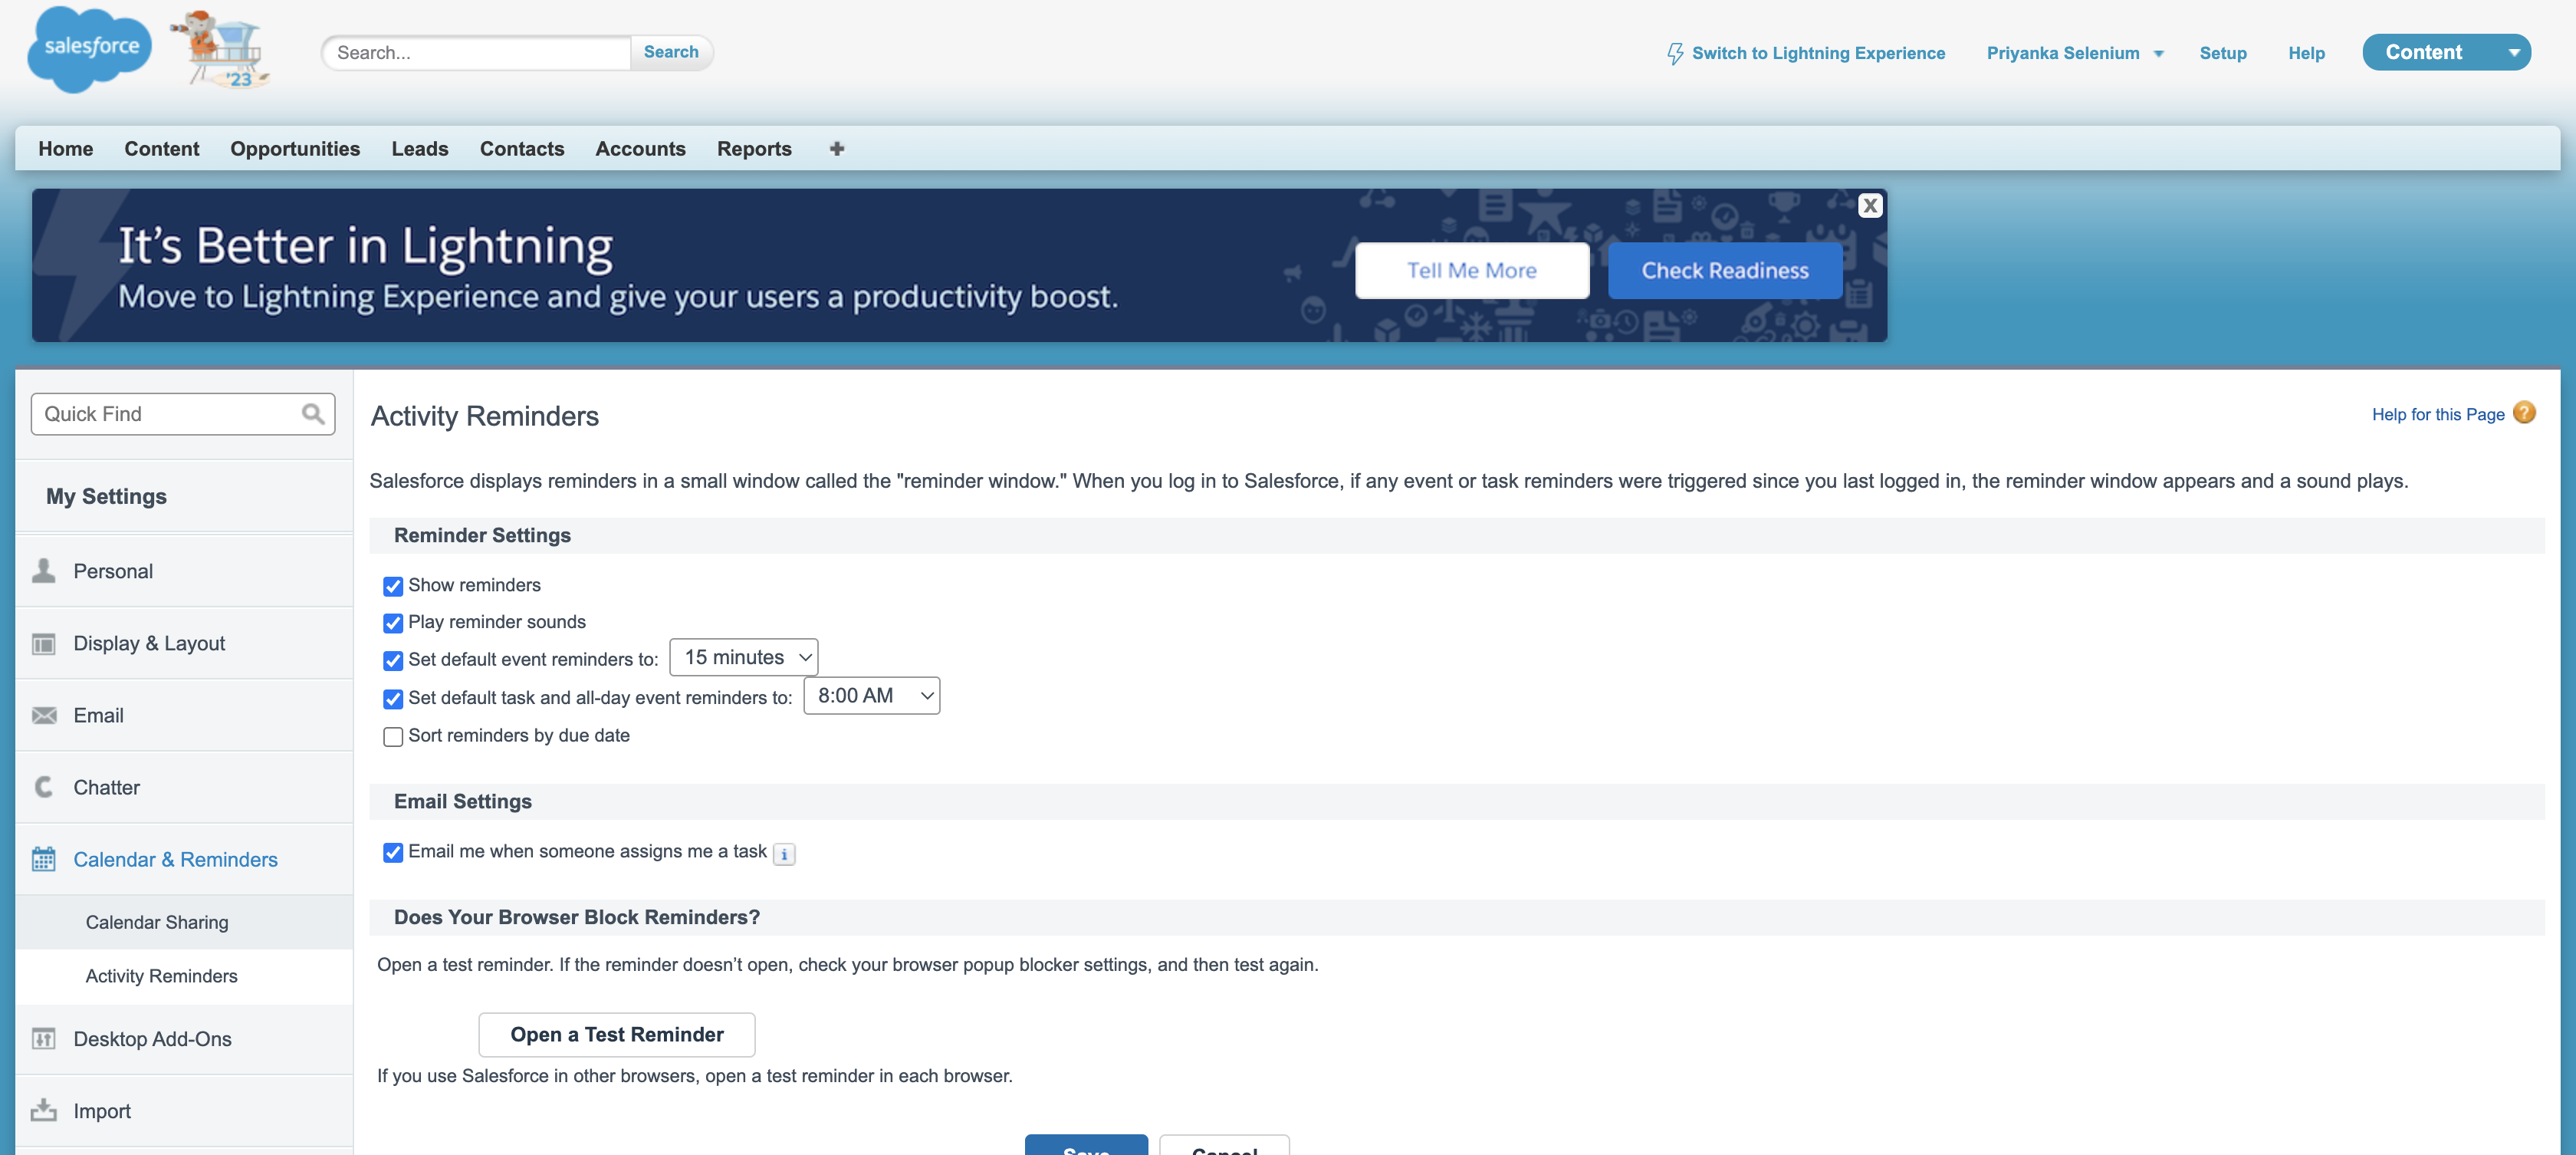 salesforce
'23
Search...
Search
Switch to Lightning Experience
Priyanka Selenium
Setup
Help
Content
Home
Content
Opportunities
Leads
Contacts
Accounts
Reports
It's Better in Lightning
Move to Lightning Experience and give your users a productivity boost.
Tell Me More
Check Readiness
X
Quick Find
My Settings
Personal
Display & Layout
Email
Chatter
Calendar & Reminders
Calendar Sharing
Activity Reminders
Desktop Add-Ons
Import
Activity Reminders
Help for this Page ?
Salesforce displays reminders in a small window called the "reminder window." When you log in to Salesforce, if any event or task reminders were triggered since you last logged in, the reminder window appears and a sound plays.
Reminder Settings
Show reminders
Play reminder sounds
Set default event reminders to: 15 minutes
Set default task and all-day event reminders to: 8:00 AM
Sort reminders by due date
Email Settings
Email me when someone assigns me a task i
Does Your Browser Block Reminders?
Open a test reminder. If the reminder doesn’t open, check your browser popup blocker settings, and then test again.
Open a Test Reminder
If you use Salesforce in other browsers, open a test reminder in each browser.
Save
Cancel